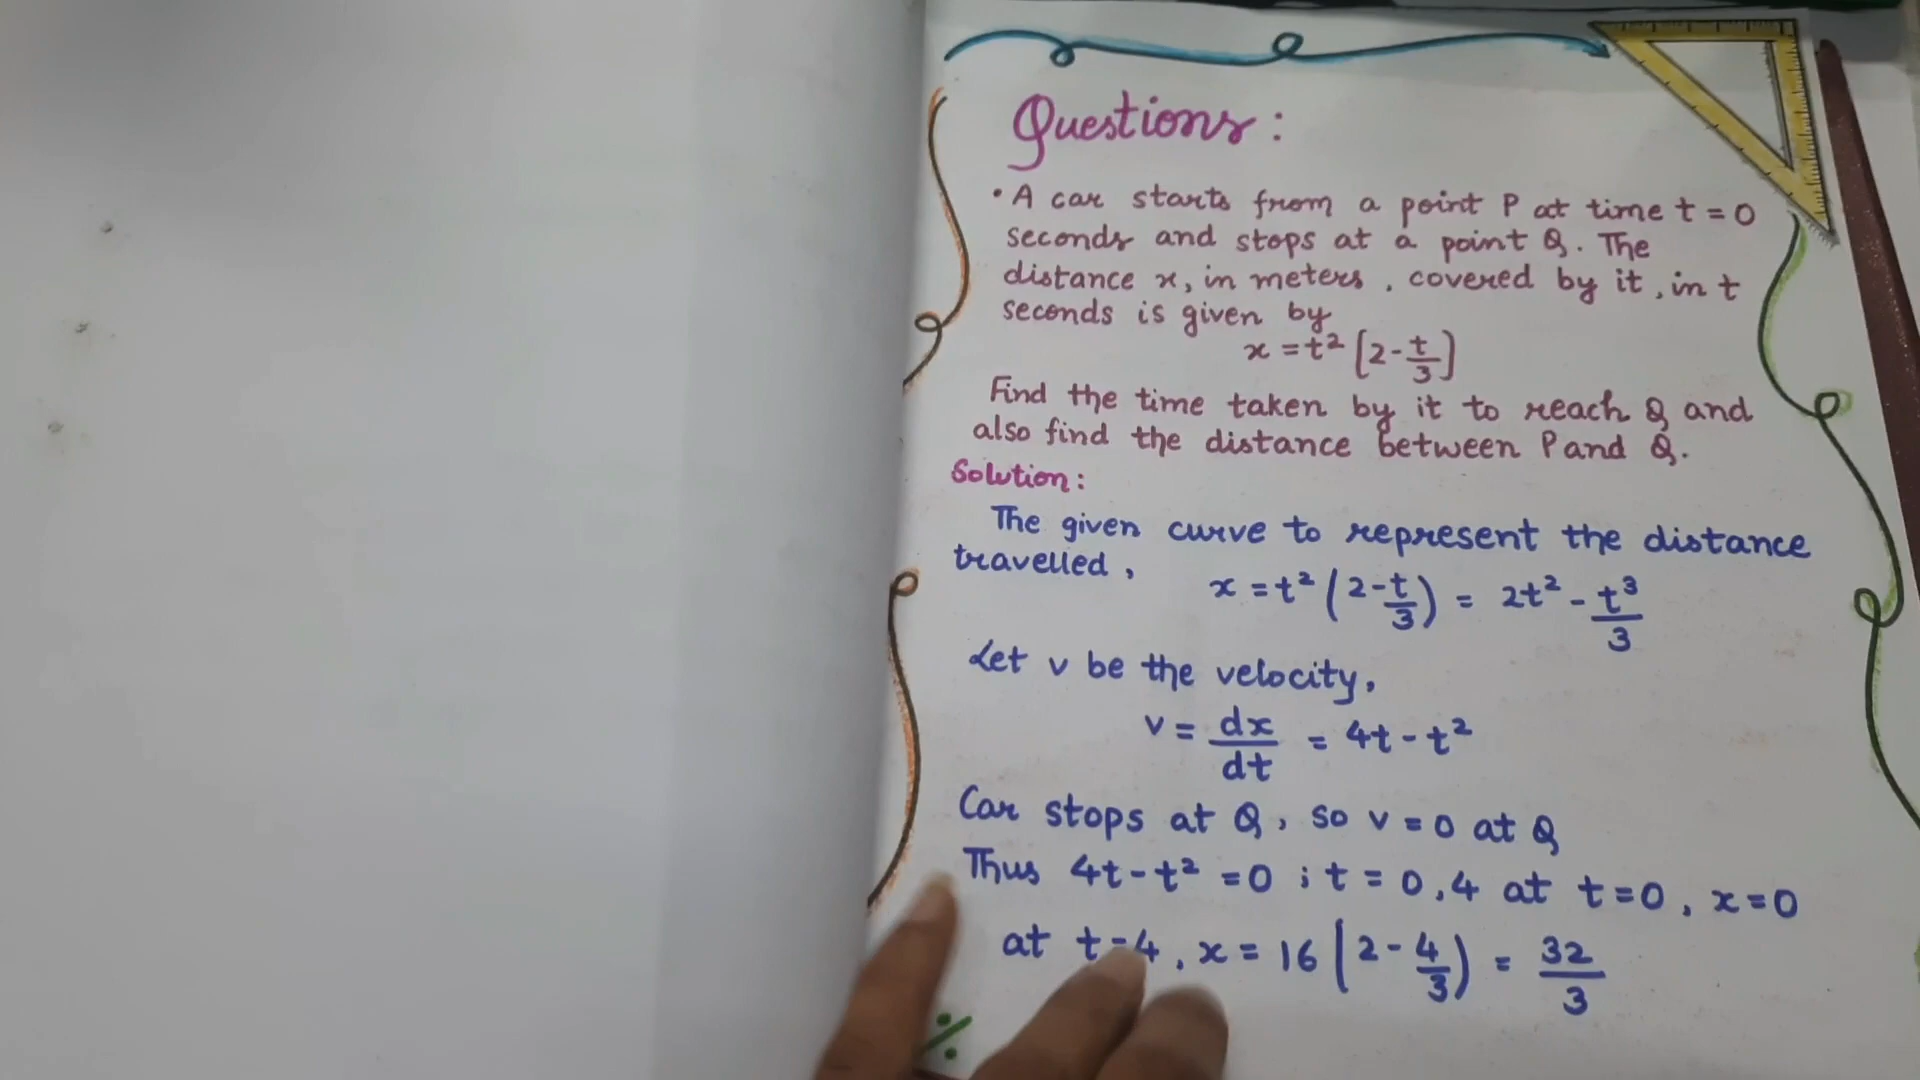 Questions:
• A car starts from a point P at time t = 0
seconds and stops at a point Q. The
distance x, in meters, covered by it, in t
seconds is given by
x = t² [2 - t/3]
Find the time taken by it to reach Q and
also find the distance between P and Q.
Solution:
The given curve to represent the distance
travelled,
x = t² (2 - t/3) = 2t² - t³/3
Let v be the velocity,
v = dx/dt = 4t - t²
Car stops at Q, so v = 0 at Q
Thus 4t - t² = 0 ; t = 0, 4 at t = 0, x = 0
at t = 4, x = 16 (2 - 4/3) = 32/3
%